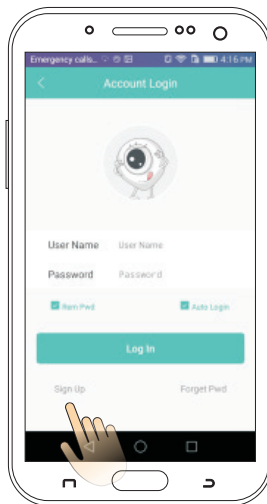 Emergency calls... 4:16 PM
Account Login
User Name User Name
Password Password
Rem Pwd Auto Login
Log In
Sign Up Forget Pwd